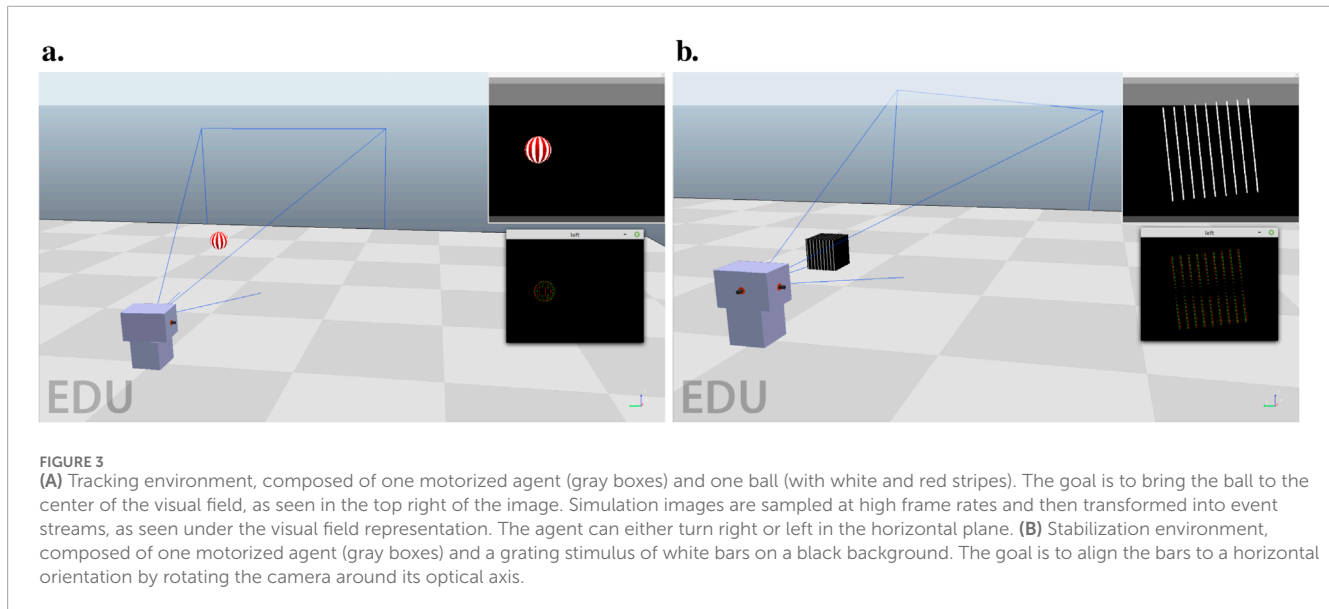 a.
b.
left
left
EDU
EDU
FIGURE 3
(A) Tracking environment, composed of one motorized agent (gray boxes) and one ball (with white and red stripes). The goal is to bring the ball to the
center of the visual field, as seen in the top right of the image. Simulation images are sampled at high frame rates and then transformed into event
streams, as seen under the visual field representation. The agent can either turn right or left in the horizontal plane. (B) Stabilization environment,
composed of one motorized agent (gray boxes) and a grating stimulus of white bars on a black background. The goal is to align the bars to a horizontal
orientation by rotating the camera around its optical axis.